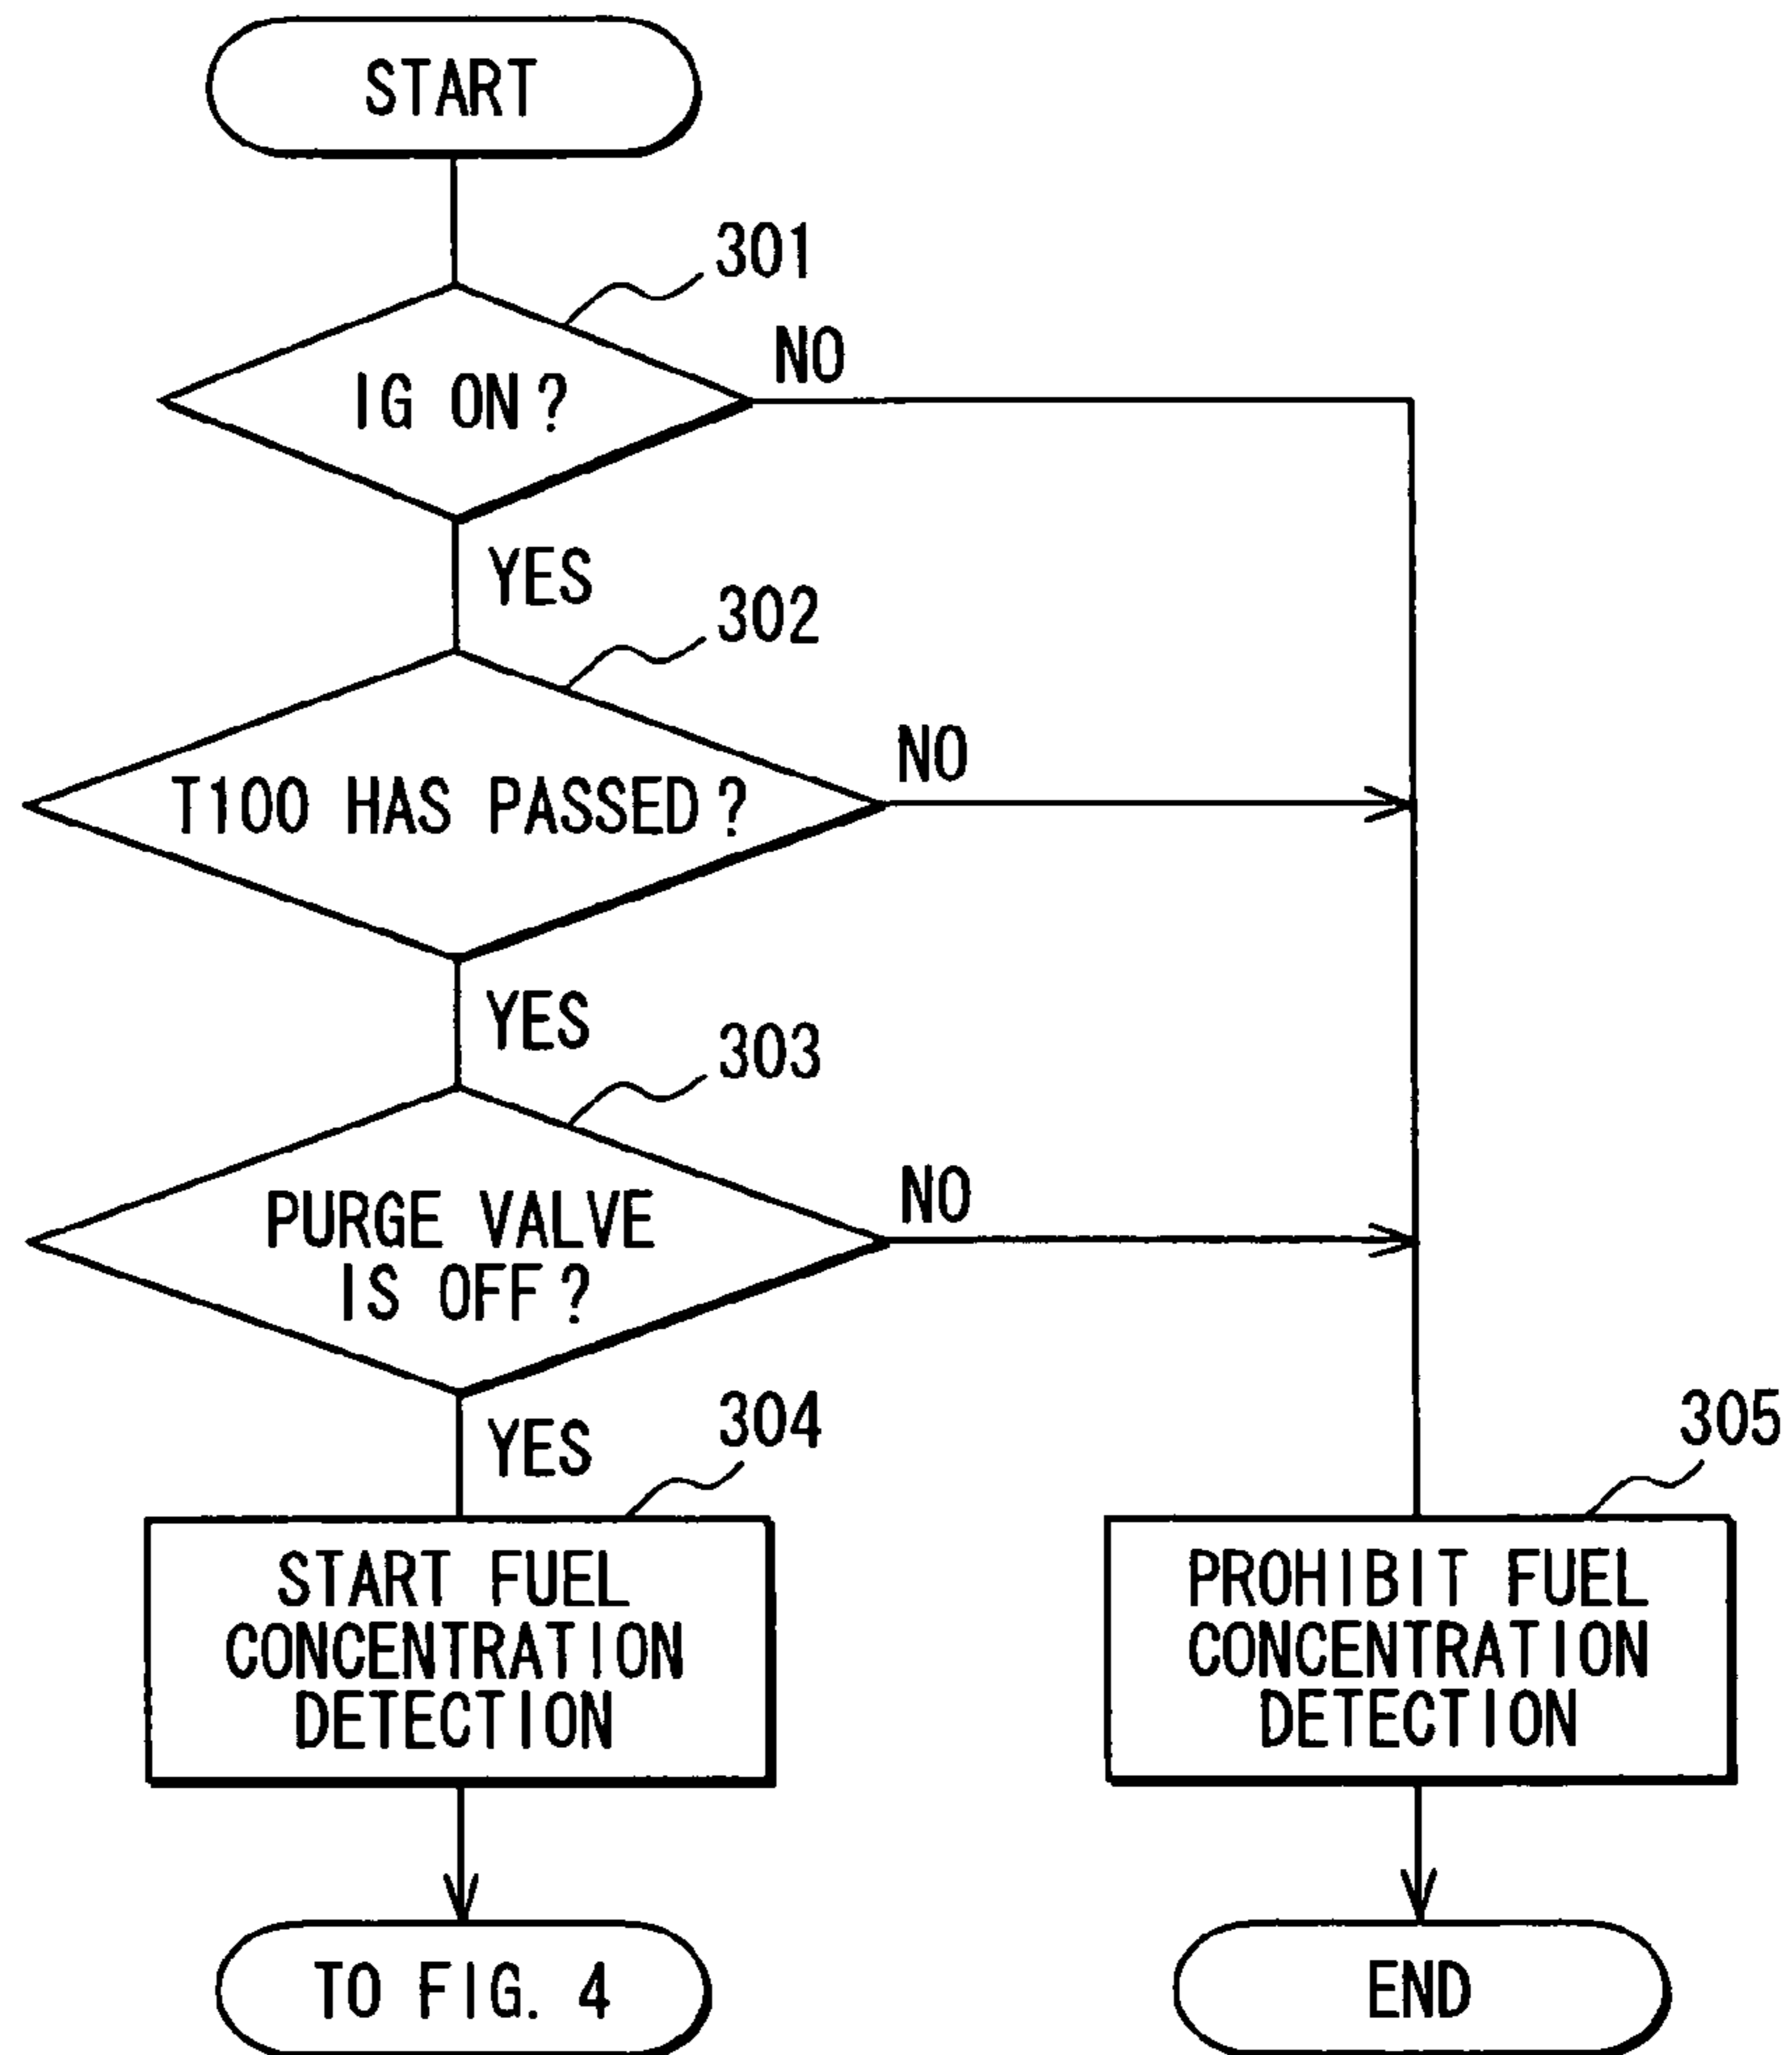 START
301
IG ON?
NO
YES
302
T100 HAS PASSED?
NO
YES
303
PURGE VALVE
IS OFF?
NO
YES
304
305
START FUEL
CONCENTRATION
DETECTION
PROHIBIT FUEL
CONCENTRATION
DETECTION
TO FIG. 4
END